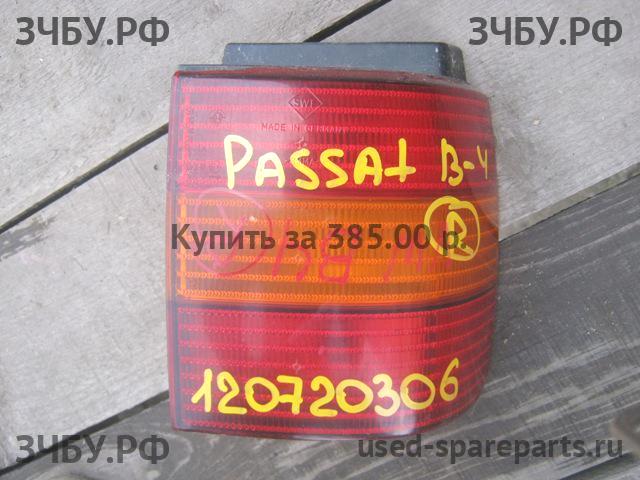 ЗЧБУ.РФ ЗЧБУ.РФ
SWI
MADE IN GERMANY
PASSAT B-4
R
Купить за 385.00 р.
120720306
ЗЧБУ.РФ used-spareparts.ru